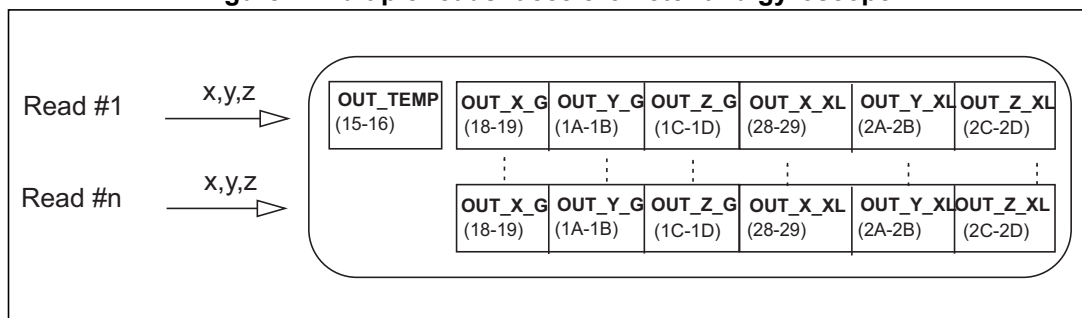 Read #1
x,y,z
OUT_TEMP OUT_X_G OUT_Y_G OUT_Z_G OUT_X_XL OUT_Y_XL OUT_Z_XL
(15-16) (18-19) (1A-1B) (1C-1D) (28-29) (2A-2B) (2C-2D)
Read #n
x,y,z
OUT_X_G OUT_Y_G OUT_Z_G OUT_X_XL OUT_Y_XL OUT_Z_XL
(18-19) (1A-1B) (1C-1D) (28-29) (2A-2B) (2C-2D)